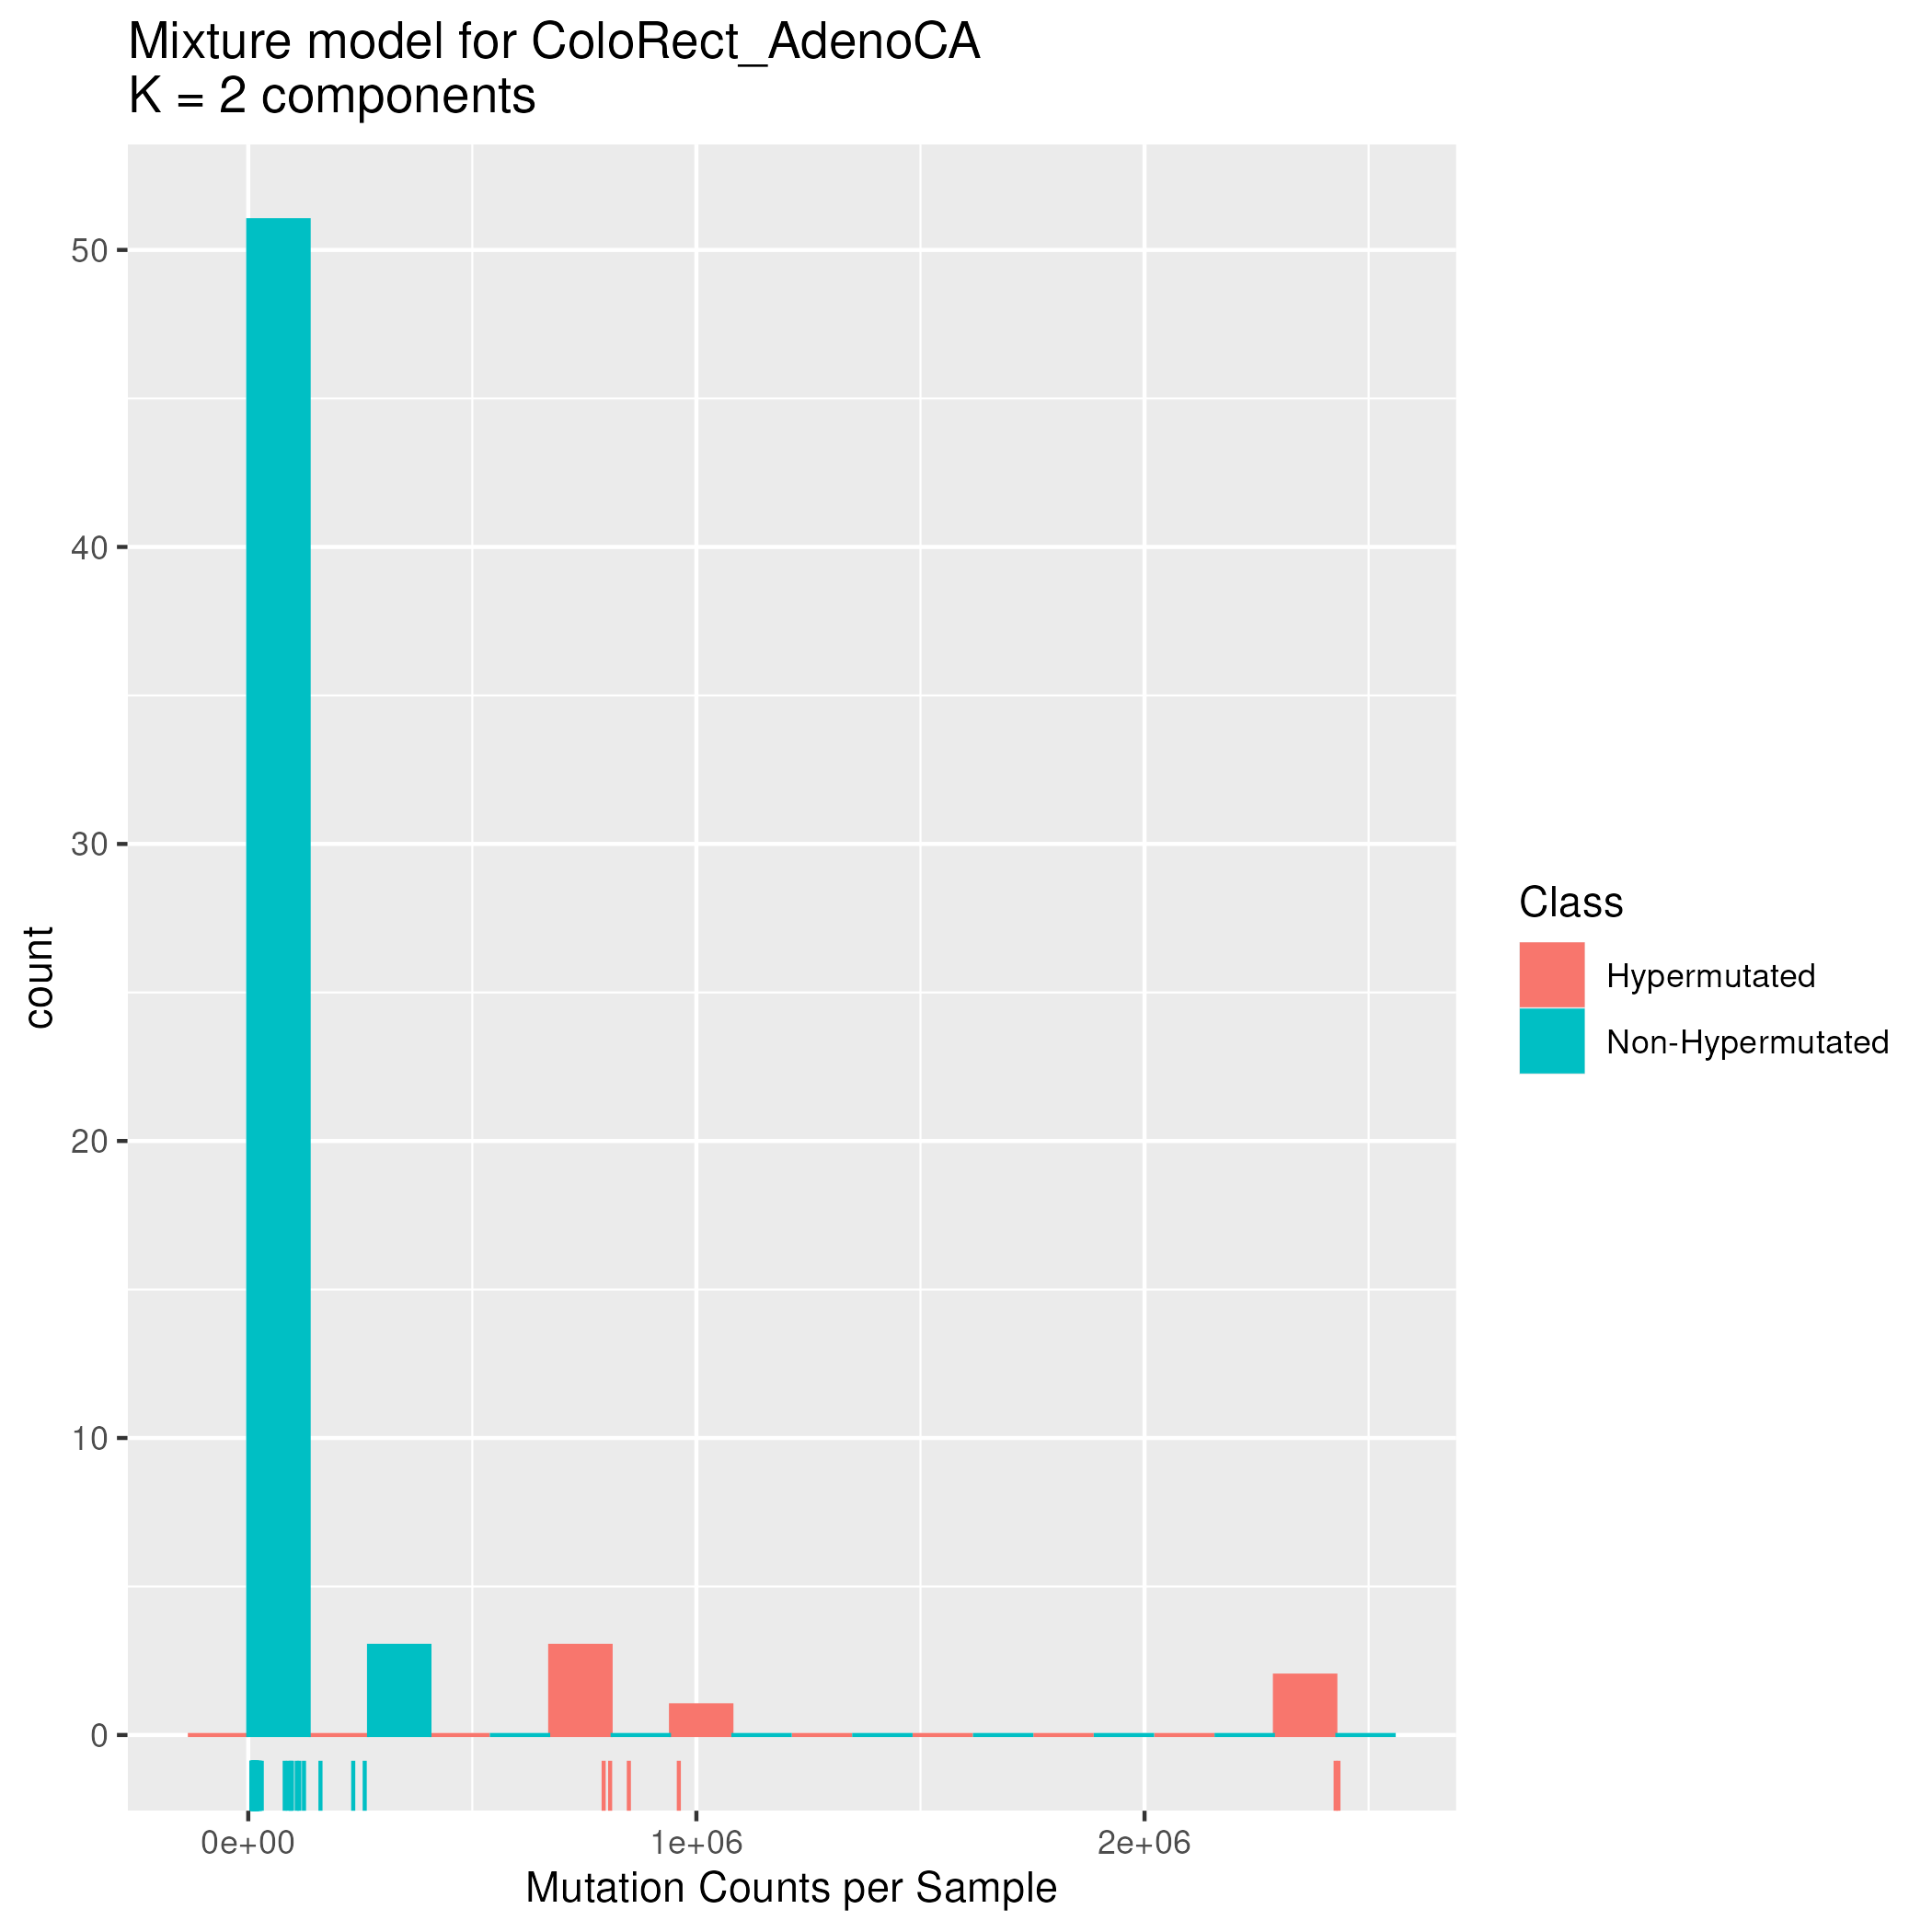 Mixture model for ColoRect_AdenoCA
K = 2 components
50
40
30
20
10
0
count
0e+00
1e+06
2e+06
Mutation Counts per Sample
Class
Hypermutated
Non-Hypermutated